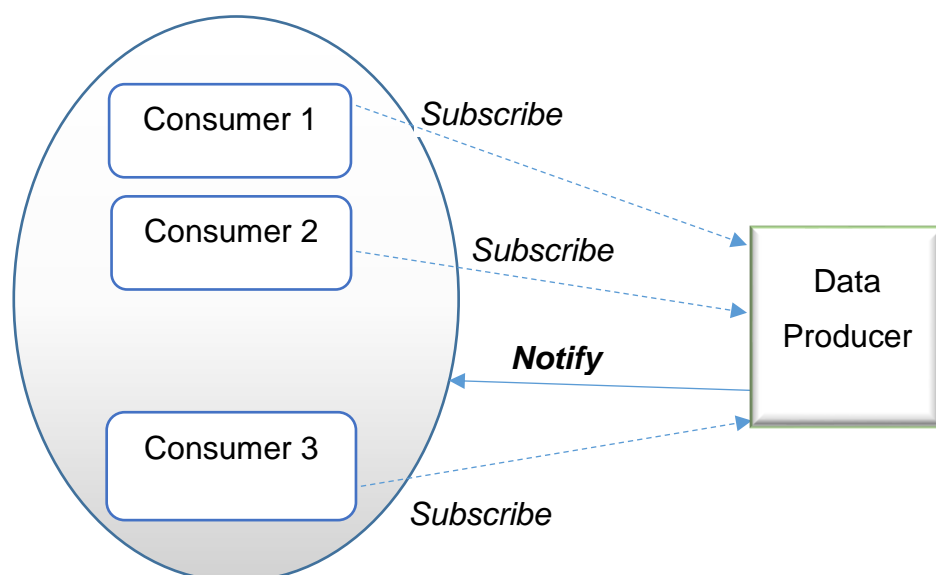 Consumer 1
Subscribe
Consumer 2
Subscribe
Data
Producer
Notify
Consumer 3
Subscribe